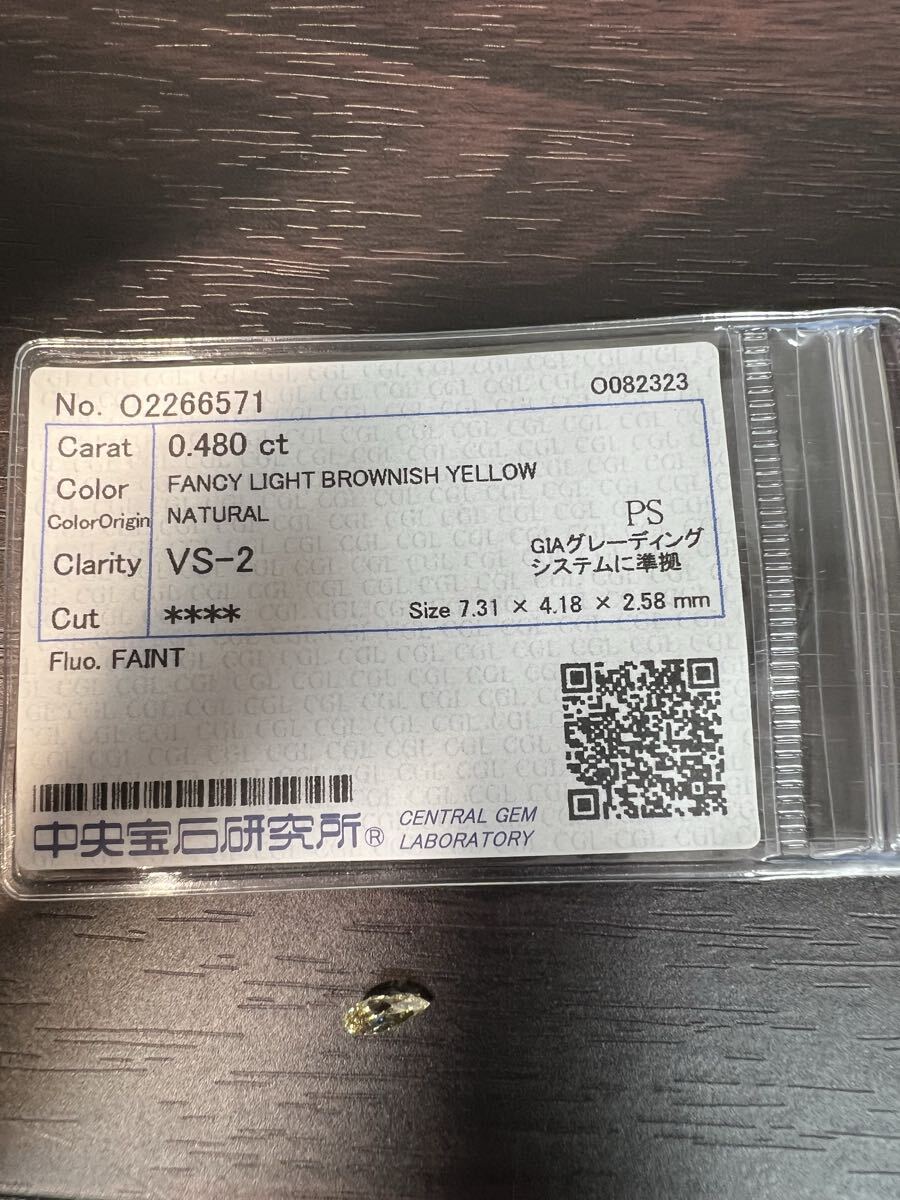 No. O2266571 O082323
Carat 0.480 ct
Color FANCY LIGHT BROWNISH YELLOW
ColorOrigin NATURAL PS
Clarity VS-2 GIAグレーディング
システムに準拠
Cut **** Size 7.31 × 4.18 × 2.58 mm
Fluo. FAINT
中央宝石研究所® CENTRAL GEM
LABORATORY